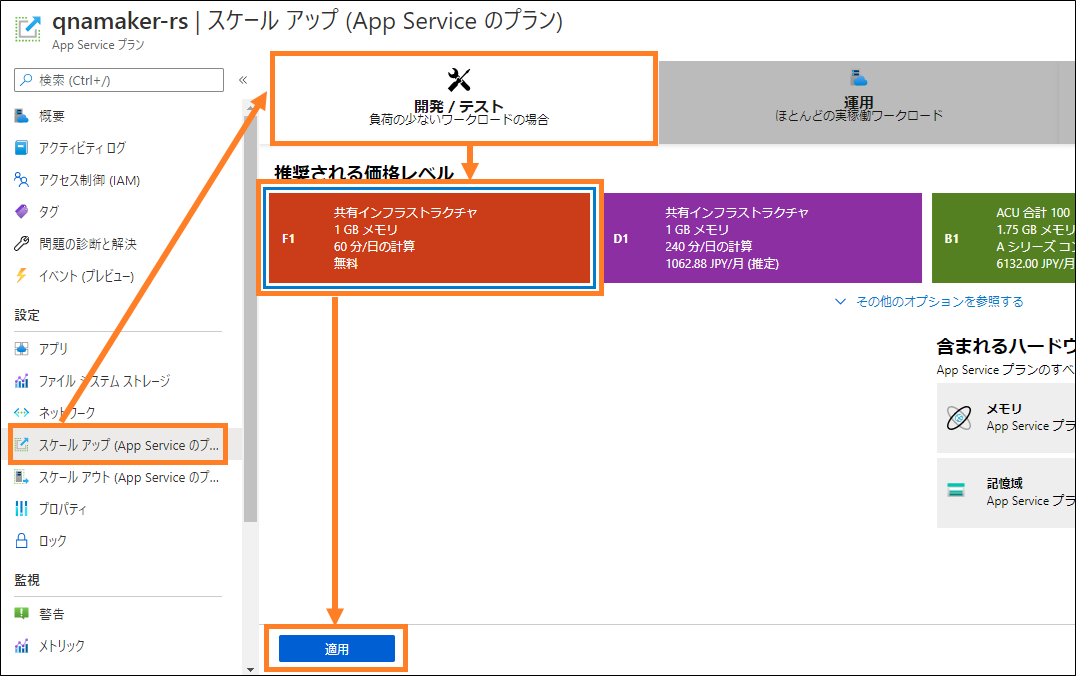 qnamaker-rs | スケール アップ (App Service のプラン)
App Service プラン
検索 (Ctrl+/)
«
概要
アクティビティ ログ
アクセス制御 (IAM)
タグ
問題の診断と解決
イベント (プレビュー)
設定
アプリ
ファイル システム ストレージ
ネットワーク
スケール アップ (App Service のプ...
スケール アウト (App Service のプ...
プロパティ
ロック
監視
警告
メトリック
開発 / テスト
負荷の少ないワークロードの場合
運用
ほとんどの実稼働ワークロード
推奨される価格レベル
F1
共有インフラストラクチャ
1 GB メモリ
60 分/日の計算
無料
D1
共有インフラストラクチャ
1 GB メモリ
240 分/日の計算
1062.88 JPY/月 (推定)
B1
ACU 合計 100
1.75 GB メモリ
A シリーズ コン
6132.00 JPY/月
その他のオプションを参照する
含まれるハードウ
App Service プランのすべ
メモリ
App Service プラ
記憶域
App Service プラ
適用